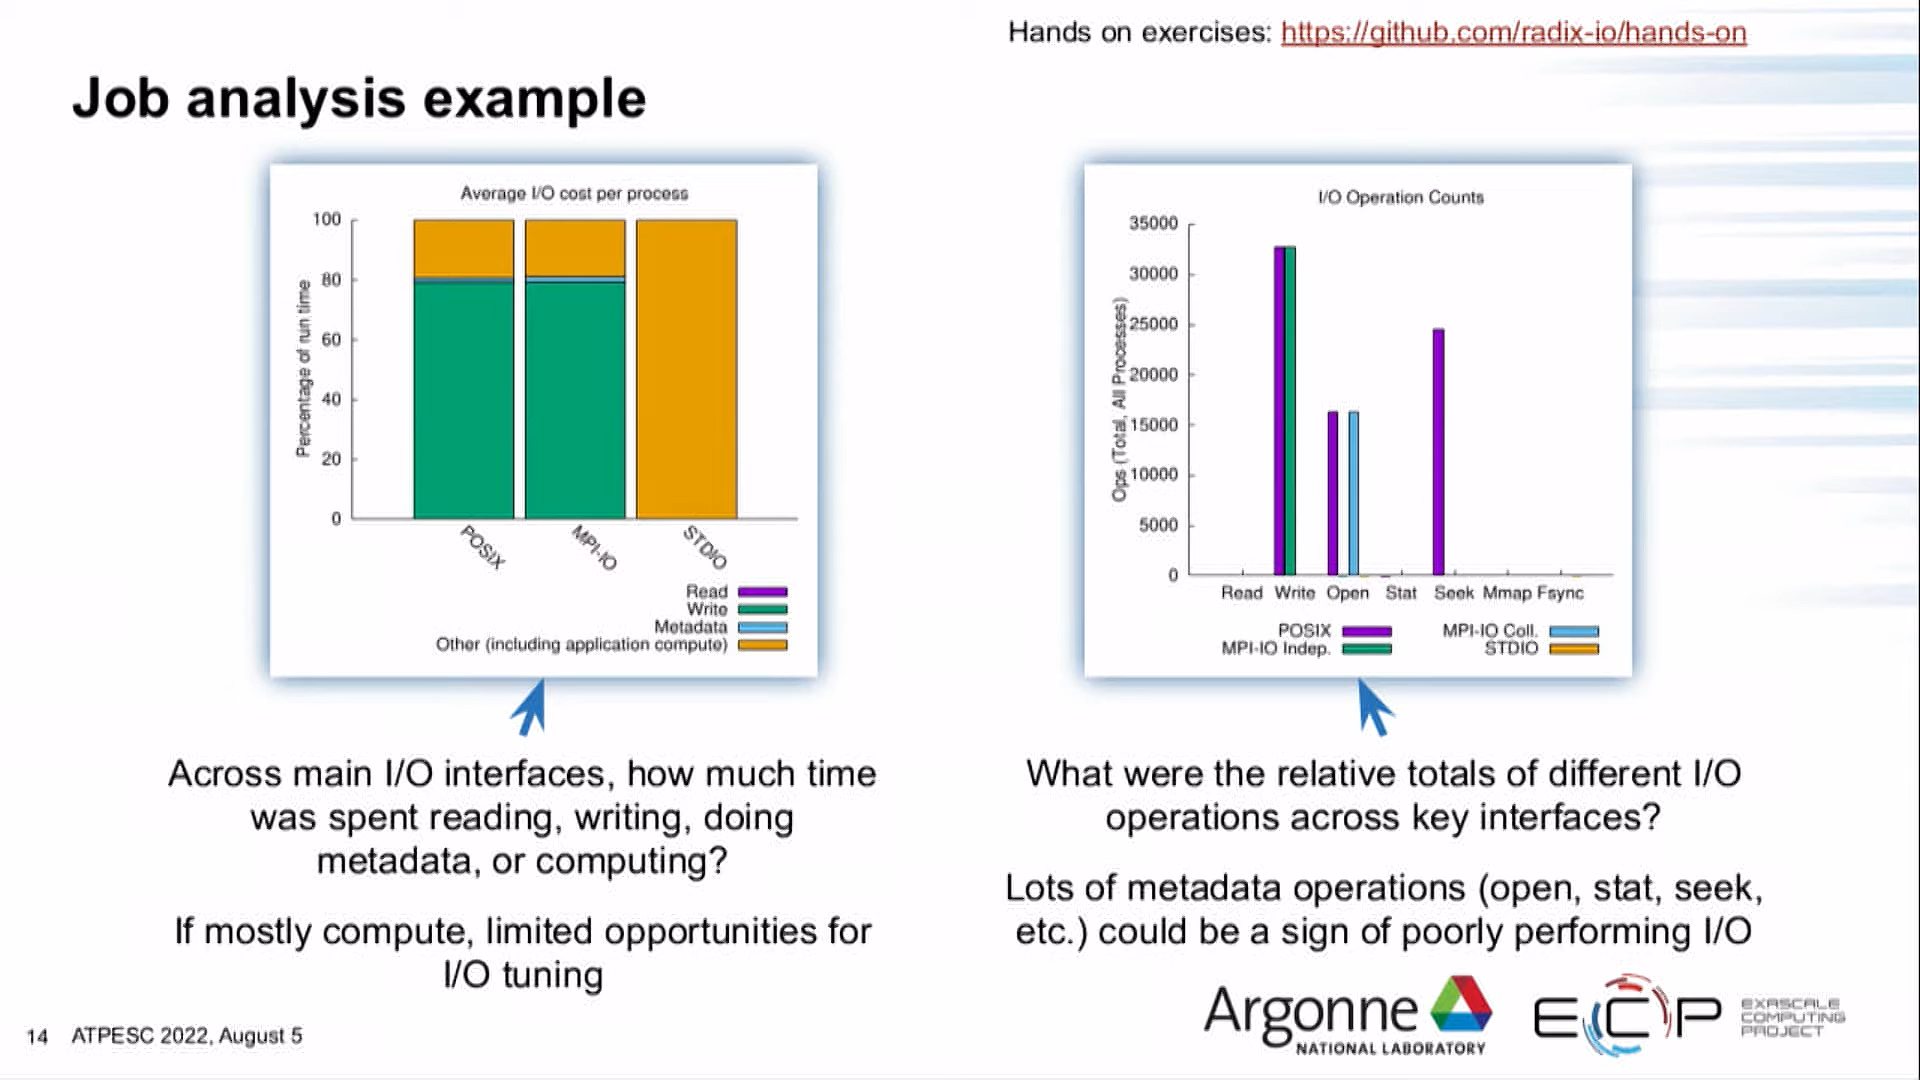 Hands on exercises: https://github.com/radix-io/hands-on
Job analysis example
Average I/O cost per process
Percentage of run time
100
80
60
40
20
0
POSIX
MPI-IO
STDIO
Read
Write
Metadata
Other (including application compute)
I/O Operation Counts
Ops (Total, All Processes)
35000
30000
25000
20000
15000
10000
5000
0
Read Write Open Stat Seek Mmap Fsync
POSIX MPI-IO Coll.
MPI-IO Indep. STDIO
Across main I/O interfaces, how much time
was spent reading, writing, doing
metadata, or computing?
If mostly compute, limited opportunities for
I/O tuning
What were the relative totals of different I/O
operations across key interfaces?
Lots of metadata operations (open, stat, seek,
etc.) could be a sign of poorly performing I/O
14 ATPESC 2022, August 5
Argonne
NATIONAL LABORATORY
ECP
EXASCALE
COMPUTING
PROJECT